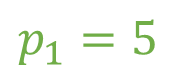 p₁ = 5